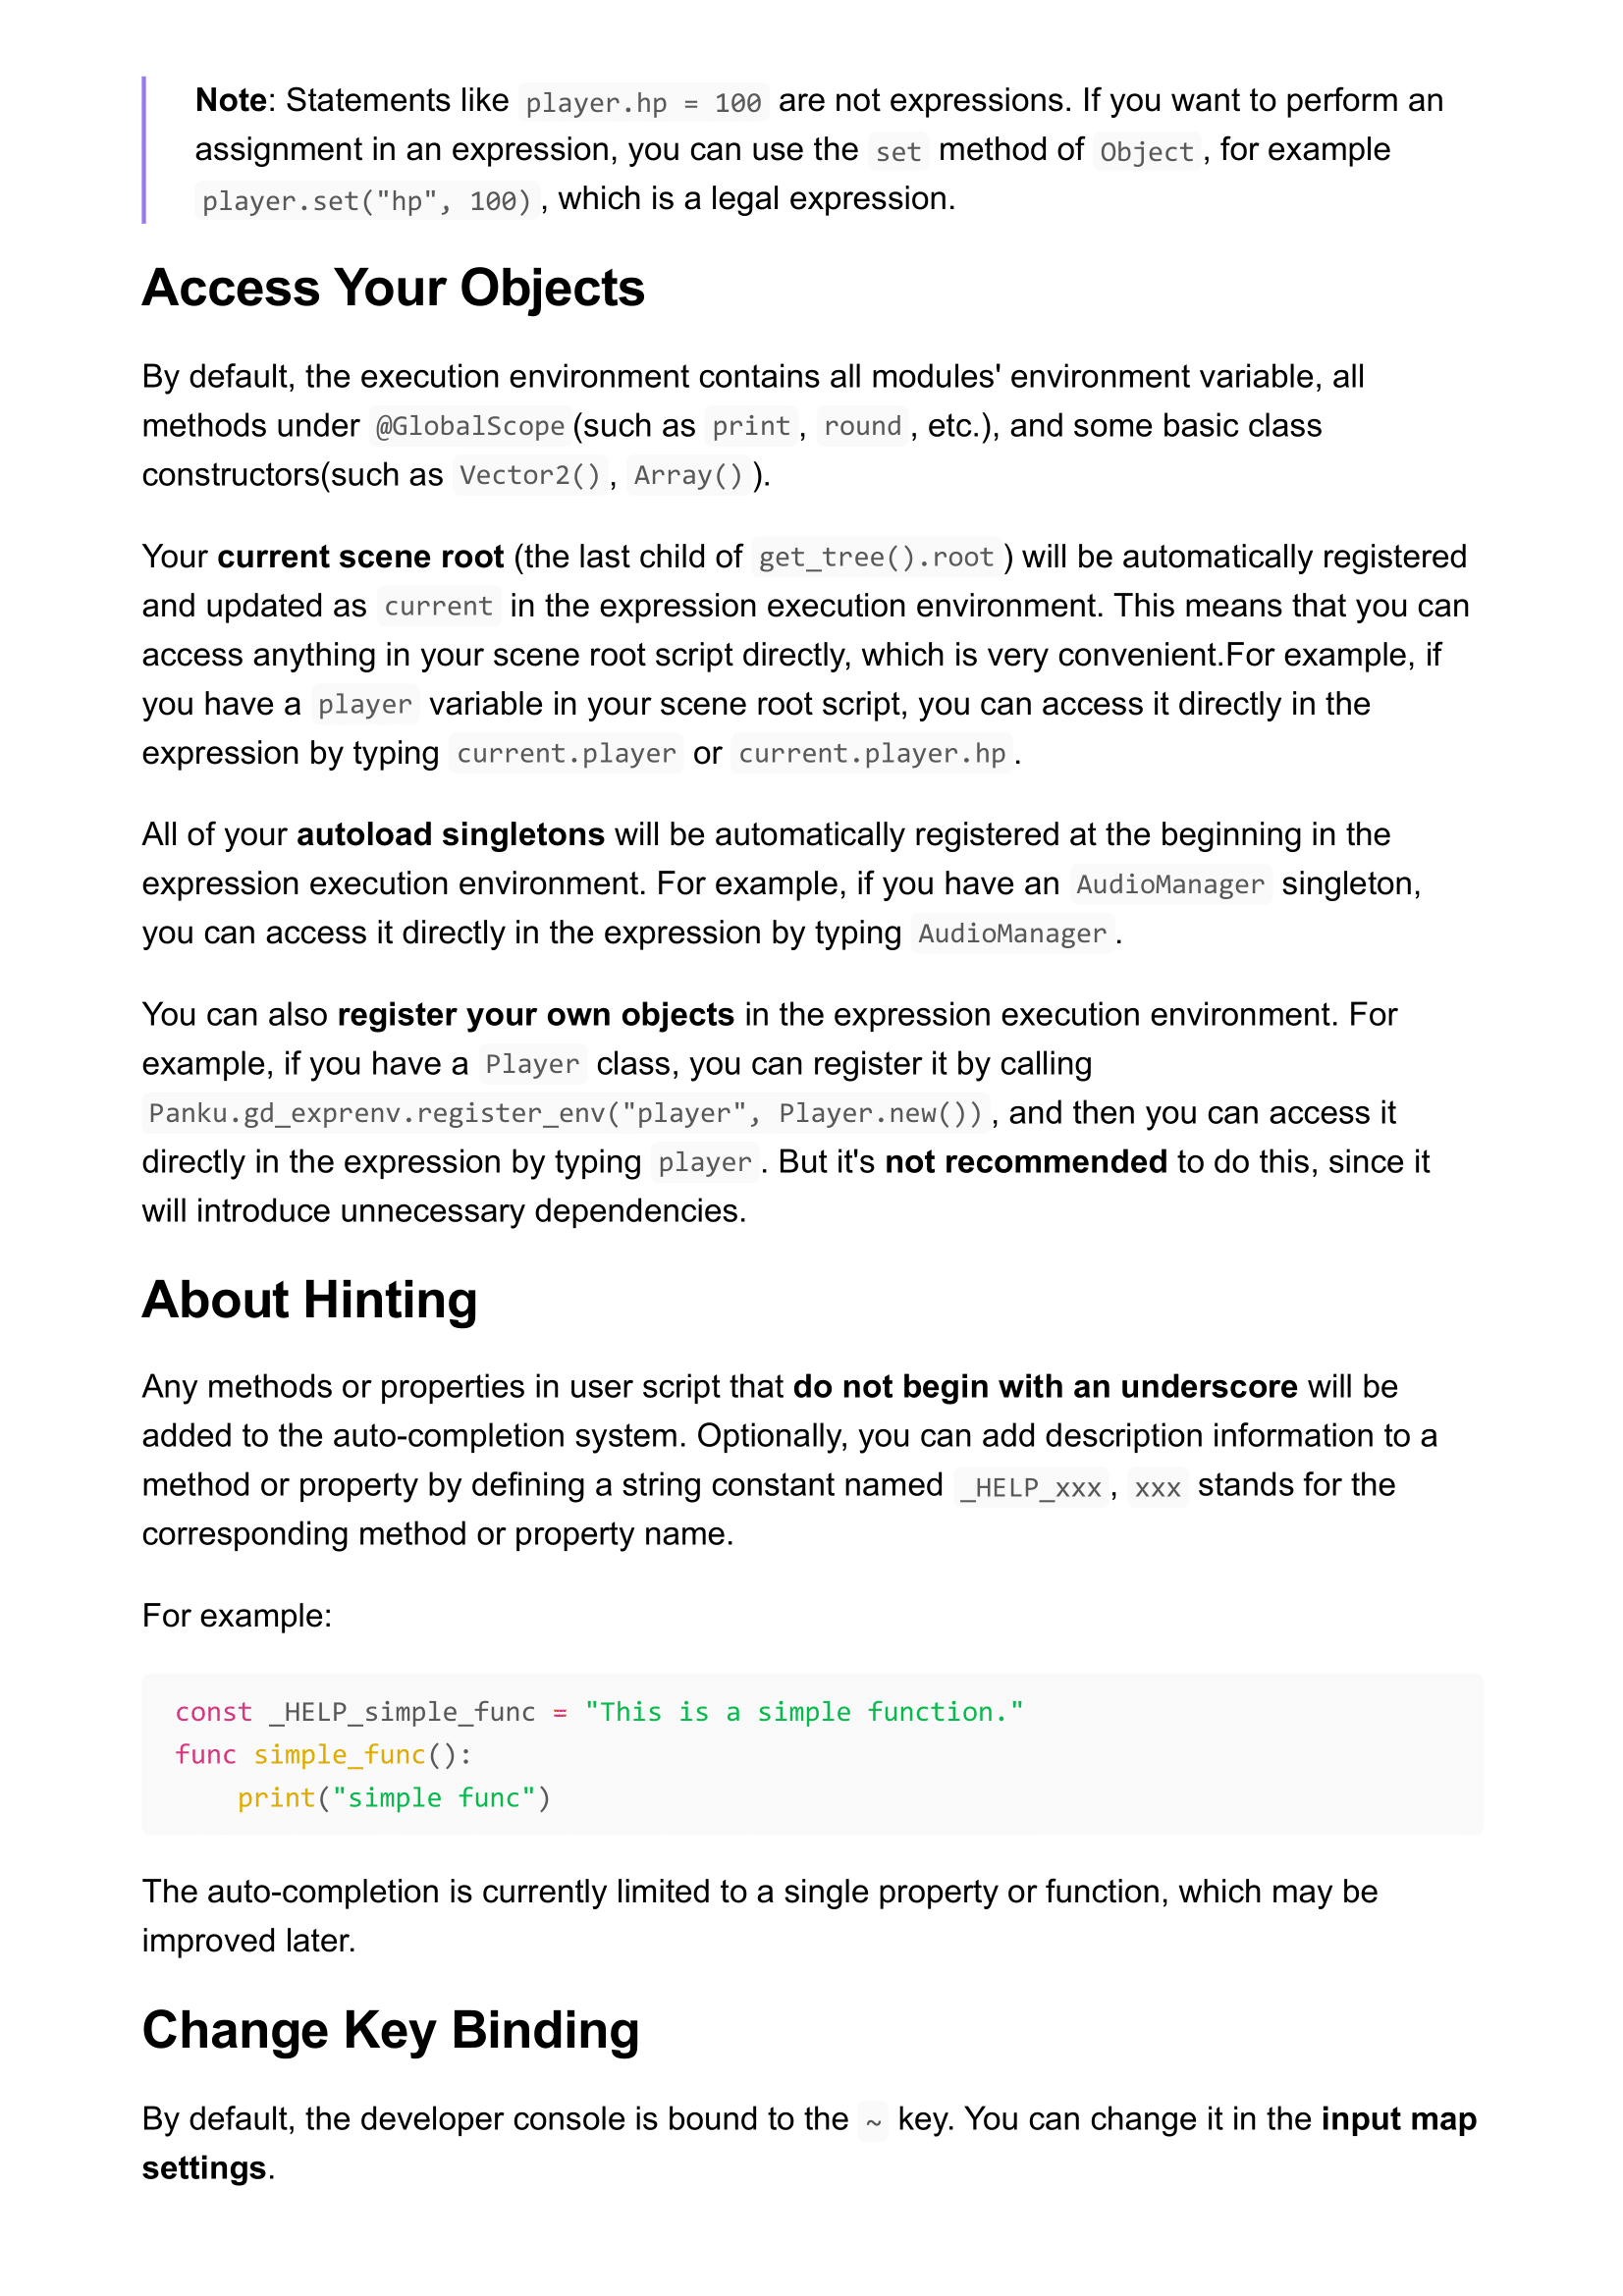 Note: Statements like player.hp = 100 are not expressions. If you want to perform an
assignment in an expression, you can use the set method of Object, for example
player.set("hp", 100), which is a legal expression.
Access Your Objects
By default, the execution environment contains all modules' environment variable, all
methods under @GlobalScope(such as print, round, etc.), and some basic class
constructors(such as Vector2(), Array()).
Your current scene root (the last child of get_tree().root) will be automatically registered
and updated as current in the expression execution environment. This means that you can
access anything in your scene root script directly, which is very convenient.For example, if
you have a player variable in your scene root script, you can access it directly in the
expression by typing current.player or current.player.hp.
All of your autoload singletons will be automatically registered at the beginning in the
expression execution environment. For example, if you have an AudioManager singleton,
you can access it directly in the expression by typing AudioManager.
You can also register your own objects in the expression execution environment. For
example, if you have a Player class, you can register it by calling
Panku.gd_exprenv.register_env("player", Player.new()), and then you can access it
directly in the expression by typing player. But it's not recommended to do this, since it
will introduce unnecessary dependencies.
About Hinting
Any methods or properties in user script that do not begin with an underscore will be
added to the auto-completion system. Optionally, you can add description information to a
method or property by defining a string constant named _HELP_xxx, xxx stands for the
corresponding method or property name.
For example:
const _HELP_simple_func = "This is a simple function."
func simple_func():
    print("simple func")
The auto-completion is currently limited to a single property or function, which may be
improved later.
Change Key Binding
By default, the developer console is bound to the ~ key. You can change it in the input map
settings.